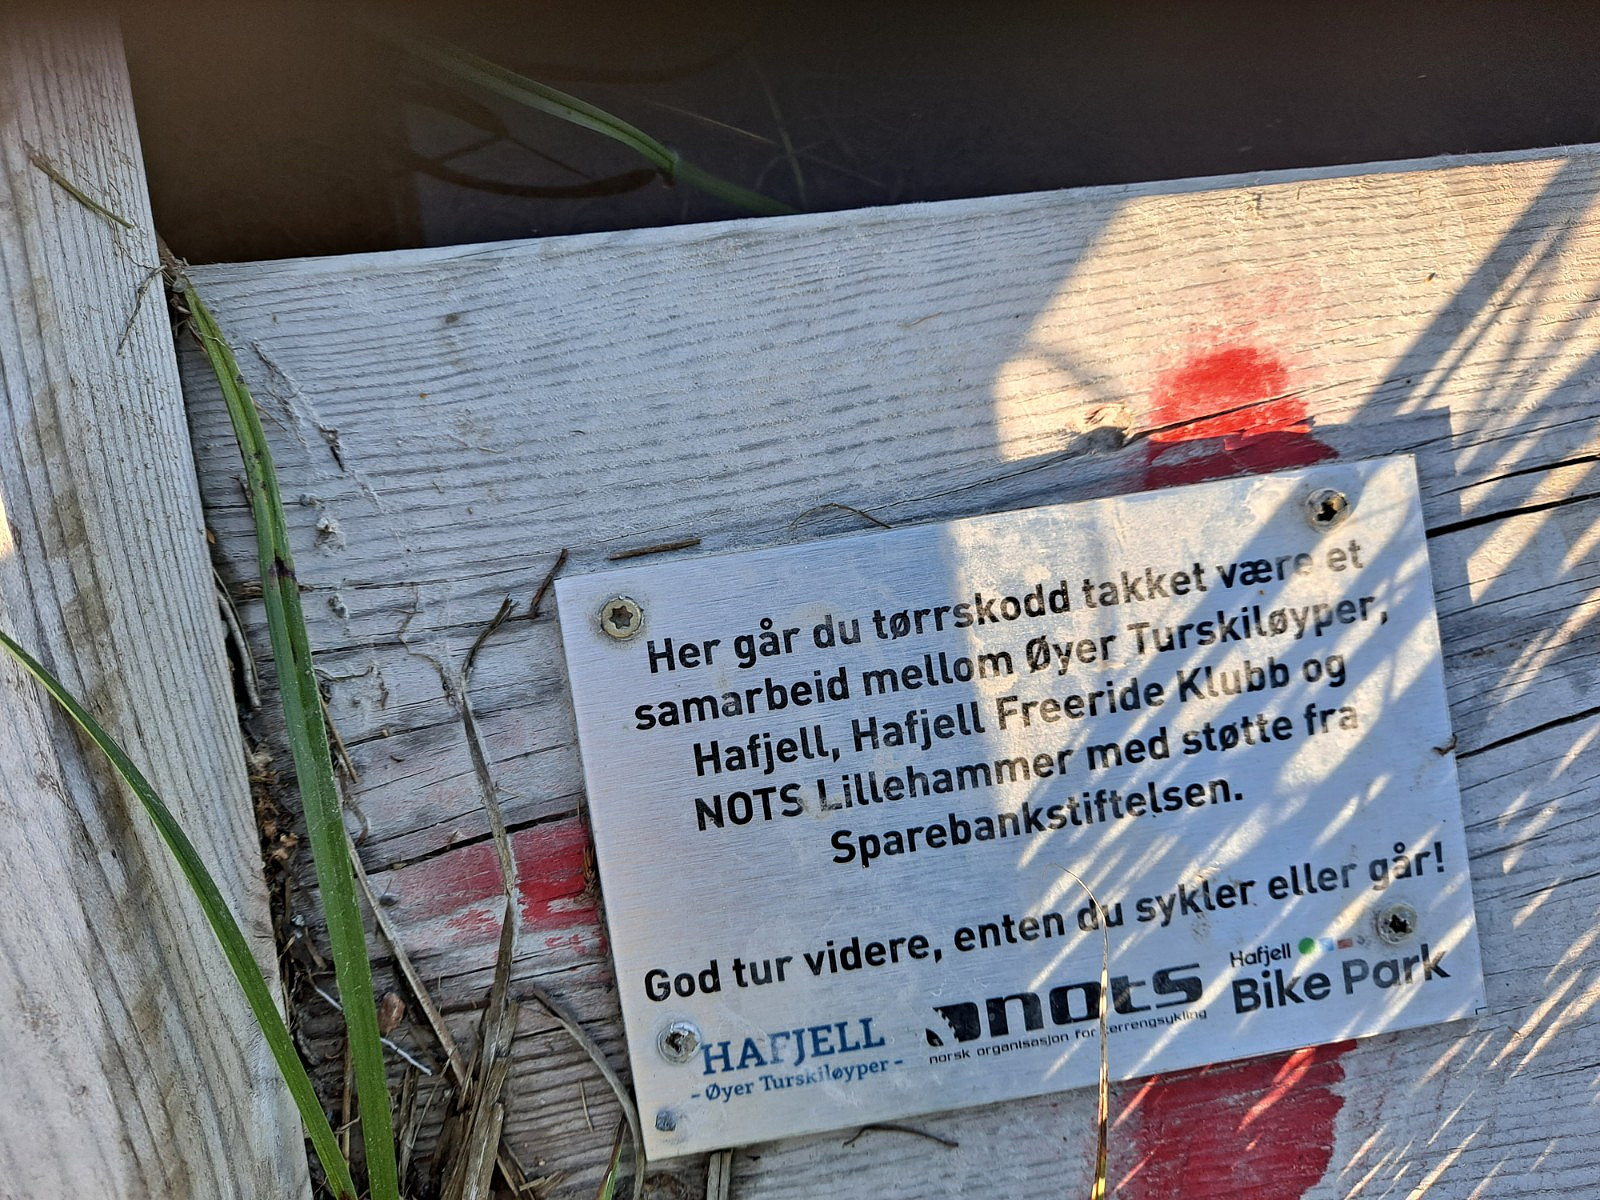 Her går du tørrskodd takket være et
samarbeid mellom Øyer Turskiløyper,
Hafjell, Hafjell Freeride Klubb og
NOTS Lillehammer med støtte fra
Sparebankstiftelsen.
God tur videre, enten du sykler eller går!
HAFJELL
- Øyer Turskiløyper -
nots
norsk organisasjon for terrengsykling
Hafjell
Bike Park